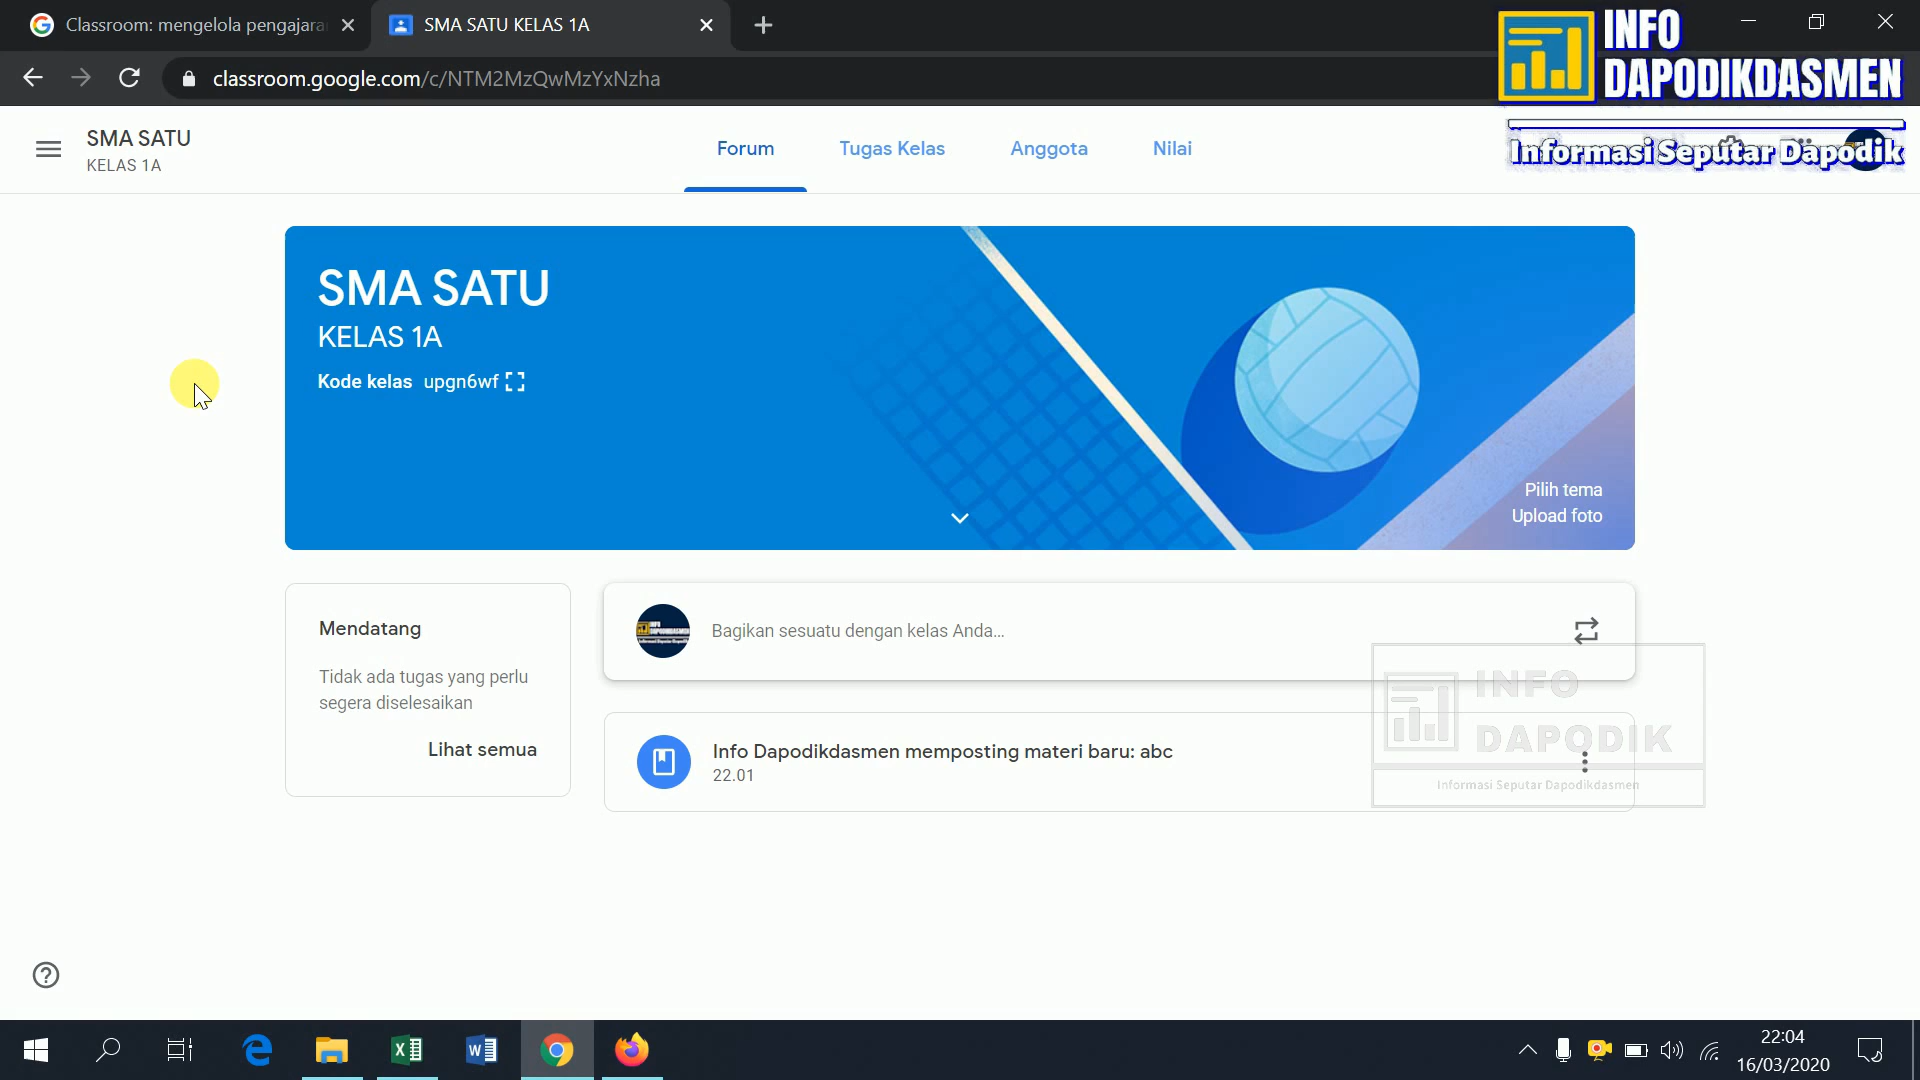 Classroom: mengelola pengajara
SMA SATU KELAS 1A
INFO
DAPODIKDASMEN
Informasi Seputar Dapodik
classroom.google.com/c/NTM2MzQwMzYxNzha
SMA SATU
KELAS 1A
Forum
Tugas Kelas
Anggota
Nilai
SMA SATU
KELAS 1A
Kode kelas upgn6wf
Pilih tema
Upload foto
Mendatang
Tidak ada tugas yang perlu
segera diselesaikan
Lihat semua
Bagikan sesuatu dengan kelas Anda...
Info Dapodikdasmen memposting materi baru: abc
22.01
INFO
DAPODIK
Informasi Seputar Dapodikdasmen
22:04
16/03/2020